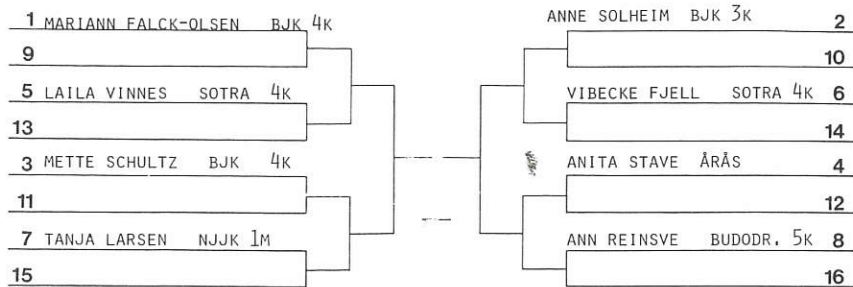 1 MARIANN FALCK-OLSEN BJK 4K
9
5 LAILA VINNES SOTRA 4K
13
3 METTE SCHULTZ BJK 4K
11
7 TANJA LARSEN NJJK 1M
15
ANNE SOLHEIM BJK 3K 2
10
VIBECKE FJELL SOTRA 4K 6
14
ANITA STAVE ÅRÅS 4
12
ANN REINSVE BUDODR. 5K 8
16